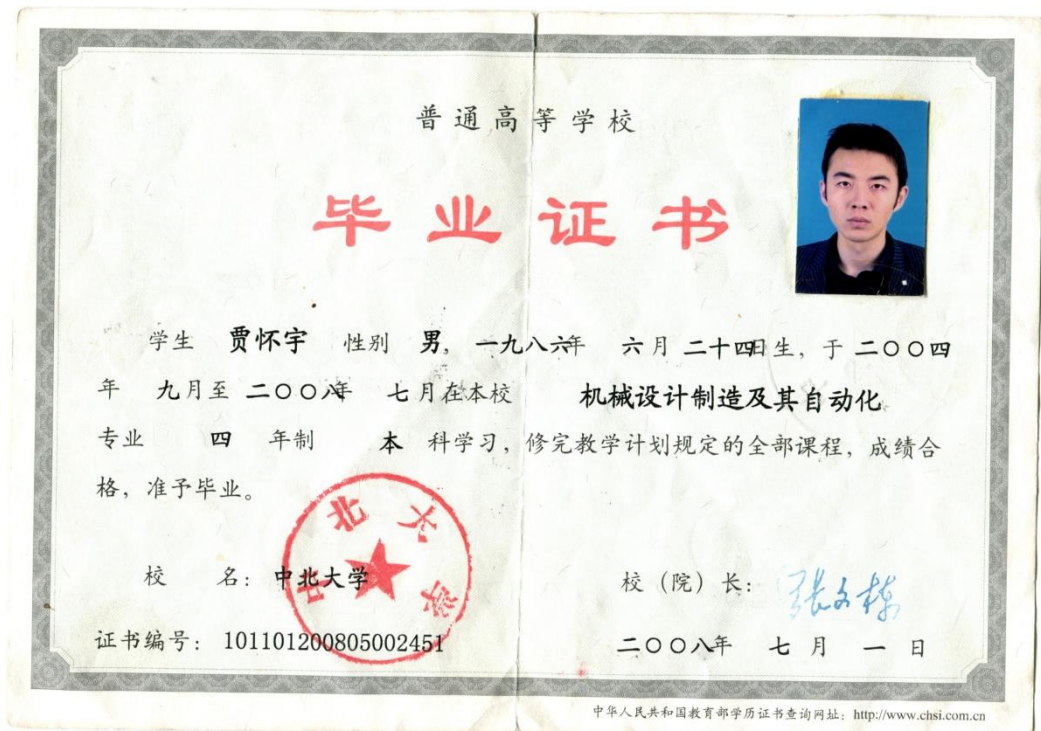 普通高等学校
毕业证书
学生 贾怀宇 性别 男, 一九八六年 六月 二十四日生, 于 二〇〇四
年 九月至 二〇〇八年 七月在本校 机械设计制造及其自动化
专业 四 年制 本 科学习, 修完教学计划规定的全部课程, 成绩合
格, 准予毕业。
校 名: 中北大学
中北大学
校(院)长: 张文栋
证书编号: 101101200805002451
二〇〇八年 七月 一日
中华人民共和国教育部学历证书查询网址: http://www.chsi.com.cn